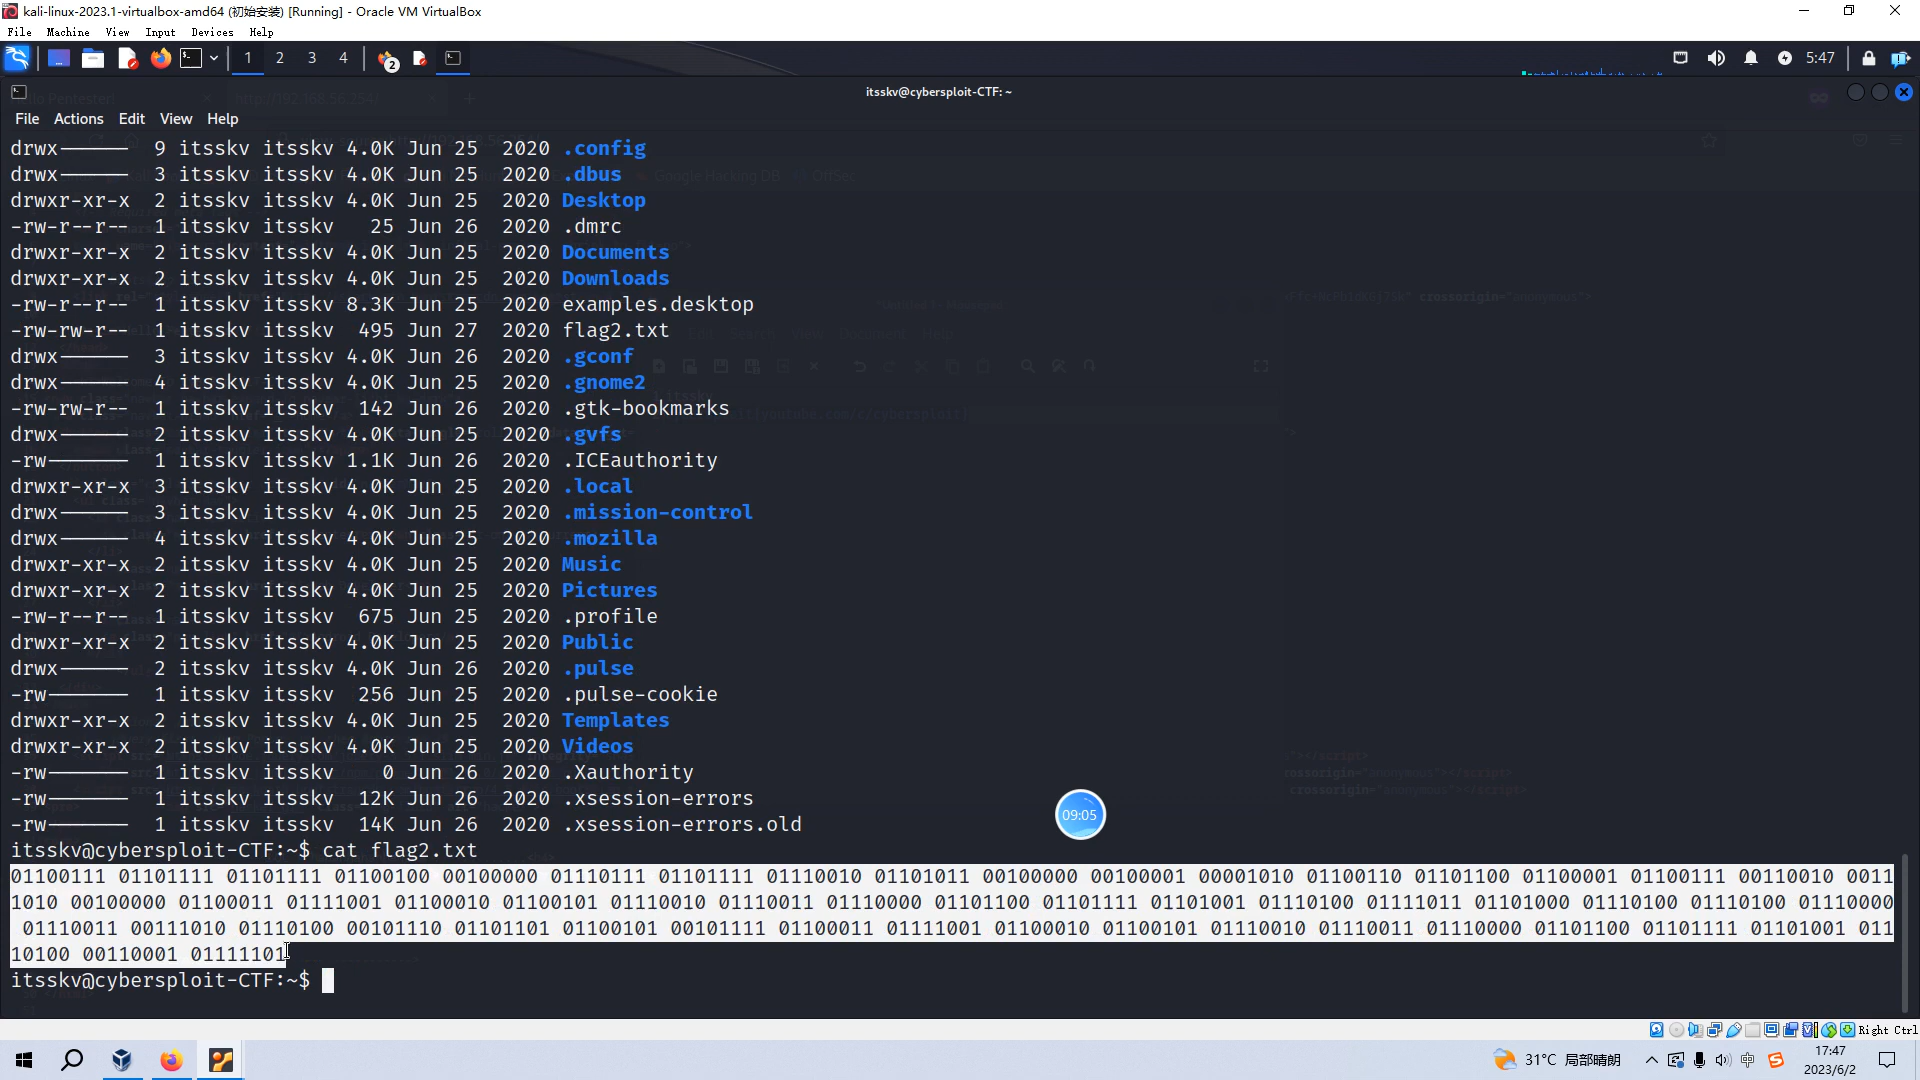 kali-linux-2023.1-virtualbox-amd64 (初始安装) [Running] - Oracle VM VirtualBox
File Machine View Input Devices Help
1 2 3 4 2 5:47
itsskv@cybersploit-CTF: ~
File Actions Edit View Help
drwx------ 9 itsskv itsskv 4.0K Jun 25 2020 .config
drwx------ 3 itsskv itsskv 4.0K Jun 25 2020 .dbus
drwxr-xr-x 2 itsskv itsskv 4.0K Jun 25 2020 Desktop
-rw-r--r-- 1 itsskv itsskv 25 Jun 26 2020 .dmrc
drwxr-xr-x 2 itsskv itsskv 4.0K Jun 25 2020 Documents
drwxr-xr-x 2 itsskv itsskv 4.0K Jun 25 2020 Downloads
-rw-r--r-- 1 itsskv itsskv 8.3K Jun 25 2020 examples.desktop
-rw-rw-r-- 1 itsskv itsskv 495 Jun 27 2020 flag2.txt
drwx------ 3 itsskv itsskv 4.0K Jun 26 2020 .gconf
drwx------ 4 itsskv itsskv 4.0K Jun 26 2020 .gnome2
-rw-rw-r-- 1 itsskv itsskv 142 Jun 26 2020 .gtk-bookmarks
drwx------ 2 itsskv itsskv 4.0K Jun 25 2020 .gvfs
-rw------- 1 itsskv itsskv 1.1K Jun 26 2020 .ICEauthority
drwxr-xr-x 3 itsskv itsskv 4.0K Jun 25 2020 .local
drwx------ 3 itsskv itsskv 4.0K Jun 25 2020 .mission-control
drwx------ 4 itsskv itsskv 4.0K Jun 25 2020 .mozilla
drwxr-xr-x 2 itsskv itsskv 4.0K Jun 25 2020 Music
drwxr-xr-x 2 itsskv itsskv 4.0K Jun 25 2020 Pictures
-rw-r--r-- 1 itsskv itsskv 675 Jun 25 2020 .profile
drwxr-xr-x 2 itsskv itsskv 4.0K Jun 25 2020 Public
drwx------ 2 itsskv itsskv 4.0K Jun 26 2020 .pulse
-rw------- 1 itsskv itsskv 256 Jun 25 2020 .pulse-cookie
drwxr-xr-x 2 itsskv itsskv 4.0K Jun 25 2020 Templates
drwxr-xr-x 2 itsskv itsskv 4.0K Jun 25 2020 Videos
-rw------- 1 itsskv itsskv 0 Jun 26 2020 .Xauthority
-rw------- 1 itsskv itsskv 12K Jun 26 2020 .xsession-errors
-rw------- 1 itsskv itsskv 14K Jun 26 2020 .xsession-errors.old
09:05
itsskv@cybersploit-CTF:~$ cat flag2.txt
01100111 01101111 01101111 01100100 00100000 01110111 01101111 01110010 01101011 00100000 00100001 00001010 01100110 01101100 01100001 01100111 00110010 0011
1010 00100000 01100011 01111001 01100010 01100101 01110010 01110011 01110000 01101100 01101111 01101001 01110100 01111011 01101000 01110100 01110100 01110000
01110011 00111010 01110100 00101110 01101101 01100101 00101111 01100011 01111001 01100010 01100101 01110010 01110011 01110000 01101100 01101111 01101001 011
10100 00110001 01111101
itsskv@cybersploit-CTF:~$
Right Ctrl
31°C 局部晴朗
中
17:47
2023/6/2